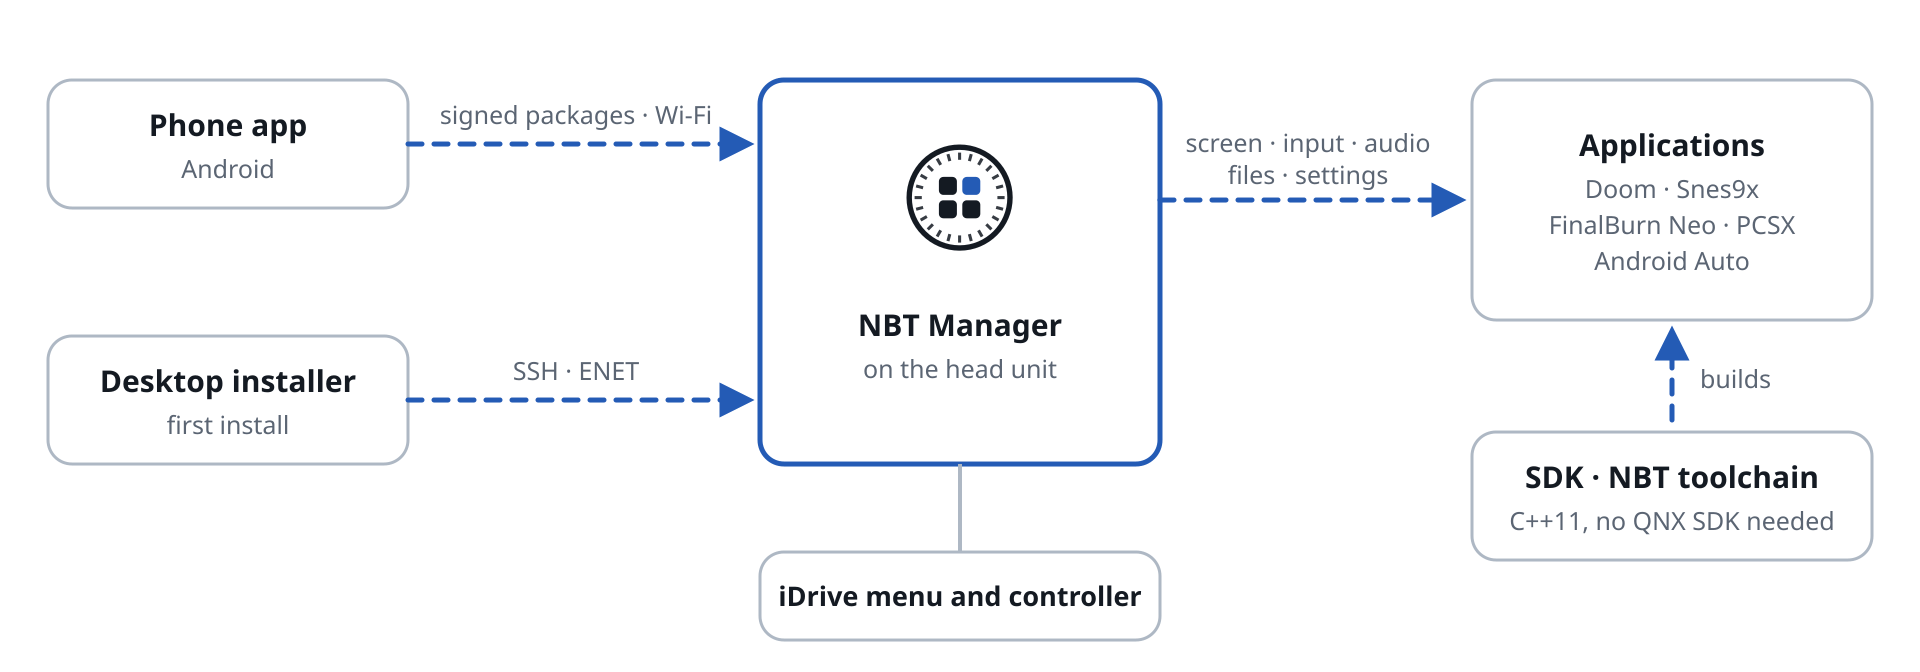 Phone app
Android
signed packages · Wi-Fi
Desktop installer
first install
SSH · ENET
NBT Manager
on the head unit
iDrive menu and controller
screen · input · audio
files · settings
Applications
Doom · Snes9x
FinalBurn Neo · PCSX
Android Auto
builds
SDK · NBT toolchain
C++11, no QNX SDK needed